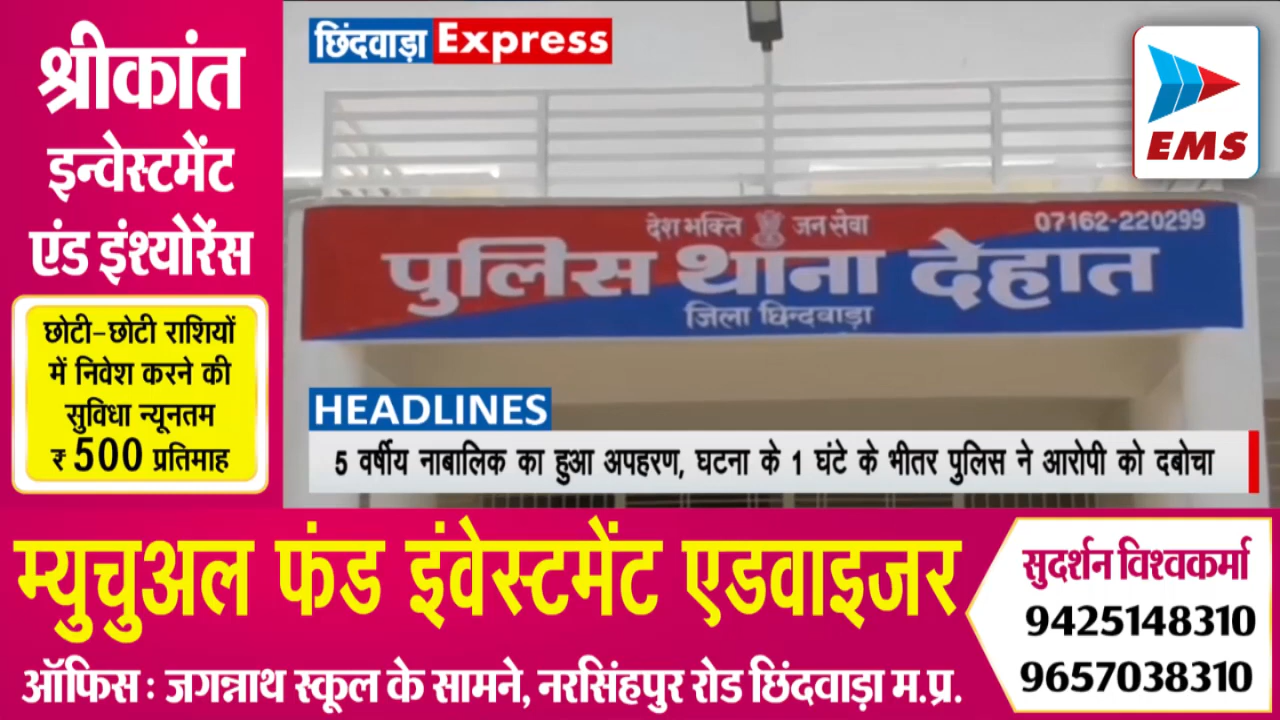 श्रीकांत
इन्वेस्टमेंट
एंड इंश्योरेंस
छोटी-छोटी राशियों
में निवेश करने की
सुविधा न्यूनतम
₹ 500 प्रतिमाह
छिंदवाड़ा Express
EMS
देश भक्ति जन सेवा
07162-220299
पुलिस थाना देहात
जिला छिन्दवाड़ा
HEADLINES
5 वर्षीय नाबालिक का हुआ अपहरण, घटना के 1 घंटे के भीतर पुलिस ने आरोपी को दबोचा
म्युचुअल फंड इंवेस्टमेंट एडवाइजर
ऑफिस : जगन्नाथ स्कूल के सामने, नरसिंहपुर रोड छिंदवाड़ा म.प्र.
सुदर्शन विश्वकर्मा
9425148310
9657038310